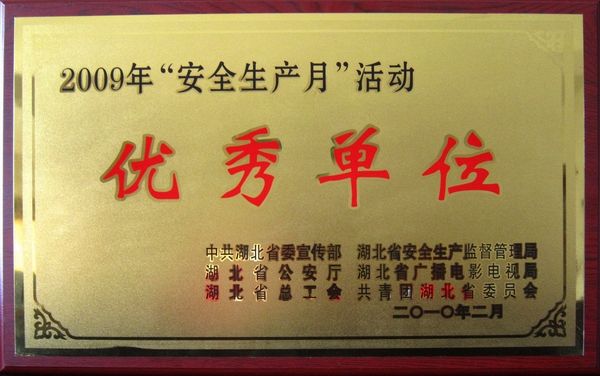 2009年“安全生产月”活动
优秀单位
中共湖北省委宣传部 湖北省安全生产监督管理局
湖北省公安厅 湖北省广播电影电视局
湖北省总工会 共青团湖北省委员会
二〇一〇年二月